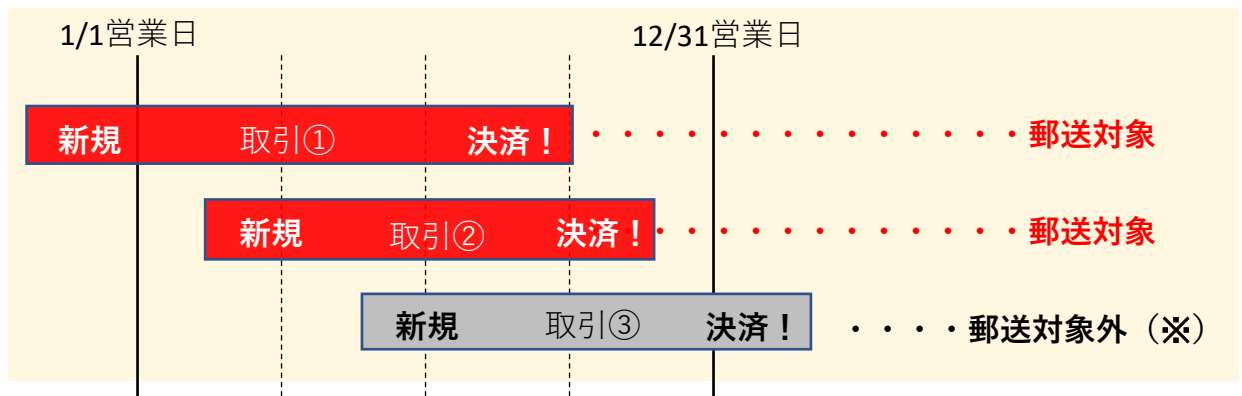 1/1営業日 12/31営業日
新規 取引① 決済！ ・・・・・・・・・・・・・・郵送対象
新規 取引② 決済！ ・・・・・・・・・・・・・郵送対象
新規 取引③ 決済！ ・・・・郵送対象外（※）